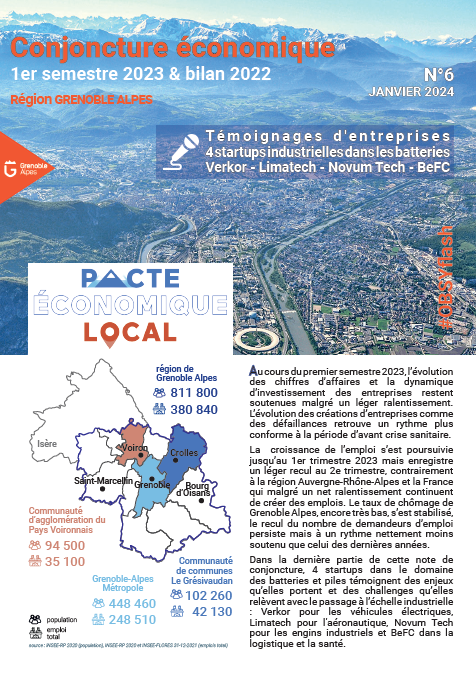 Conjoncture économique
1er semestre 2023 & bilan 2022
Région GRENOBLE ALPES
N°6
JANVIER 2024
Témoignages d'entreprises
4 startups industrielles dans les batteries
Verkor - Limatech - Novum Tech - BeFC
Grenoble
Alpes
#OBSYnash
PACTE
ÉCONOMIQUE
LOCAL
région de
Grenoble Alpes
811 800
380 840
Isère
Voiron
Crolles
Saint-Marcellin
Grenoble
Bourg
d'Oisans
Communauté
d'agglomération du
Pays Voironnais
94 500
35 100
Grenoble-Alpes
Métropole
448 460
248 510
Communauté
de communes
Le Grésivaudan
102 260
42 130
population
emploi
total
source : INSEE-RP 2020 (population), INSEE-RP 2020 et INSEE-FLORES 31-12-2021 (emplois total)
Au cours du premier semestre 2023, l'évolution
des chiffres d'affaires et la dynamique
d'investissement des entreprises restent
soutenues malgré un léger ralentissement.
L'évolution des créations d'entreprises comme
des défaillances retrouve un rythme plus
conforme à la période d'avant crise sanitaire.
La croissance de l'emploi s'est poursuivie
jusqu'au 1er trimestre 2023 mais enregistre
un léger recul au 2e trimestre, contrairement
à la région Auvergne-Rhône-Alpes et la France
qui malgré un net ralentissement continuent
de créer des emplois. Le taux de chômage de
Grenoble Alpes, encore très bas, s'est stabilisé,
le recul du nombre de demandeurs d'emploi
persiste mais à un rythme nettement moins
soutenu que celui des dernières années.
Dans la dernière partie de cette note de
conjoncture, 4 startups dans le domaine
des batteries et piles témoignent des enjeux
qu'elles portent et des challenges qu'elles
relèvent avec le passage à l'échelle industrielle
: Verkor pour les véhicules électriques,
Limatech pour l'aéronautique, Novum Tech
pour les engins industriels et BeFC dans la
logistique et la santé.